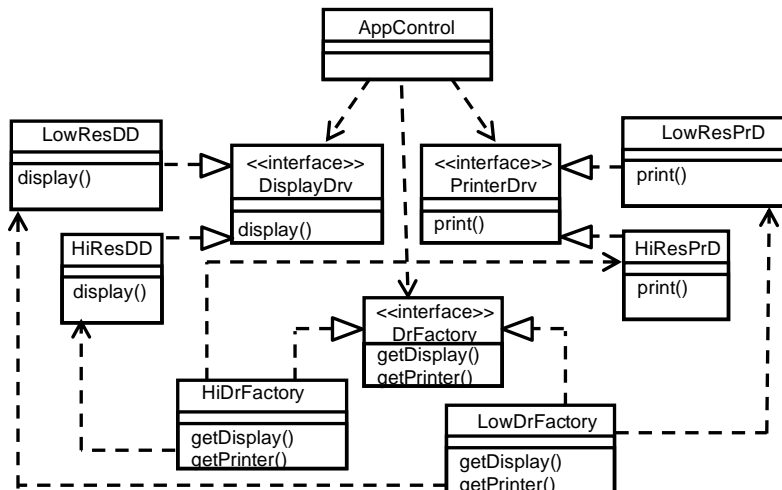 AppControl
LowResDD
display()
<<interface>>
DisplayDrv
display()
<<interface>>
PrinterDrv
print()
LowResPrD
print()
HiResDD
display()
HiResPrD
print()
<<interface>>
DrFactory
getDisplay()
getPrinter()
HiDrFactory
getDisplay()
getPrinter()
LowDrFactory
getDisplay()
getPrinter()